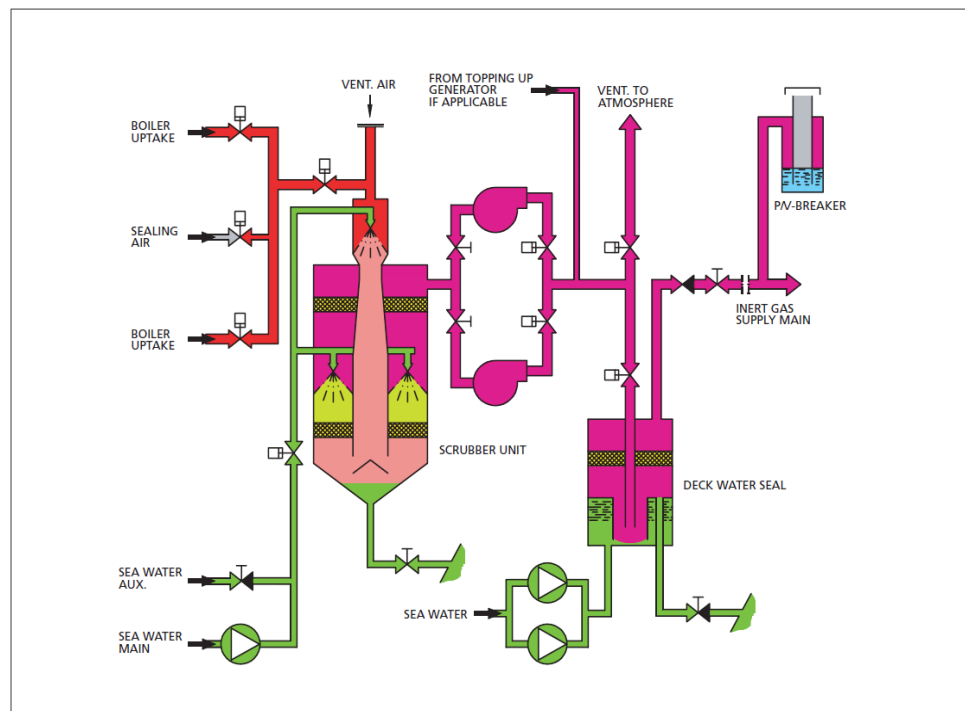 VENT. AIR
FROM TOPPING UP
GENERATOR
IF APPLICABLE
VENT. TO
ATMOSPHERE
BOILER
UPTAKE
P/V-BREAKER
SEALING
AIR
INERT GAS
SUPPLY MAIN
BOILER
UPTAKE
SCRUBBER UNIT
DECK WATER SEAL
SEA WATER
AUX.
SEA WATER
SEA WATER
MAIN